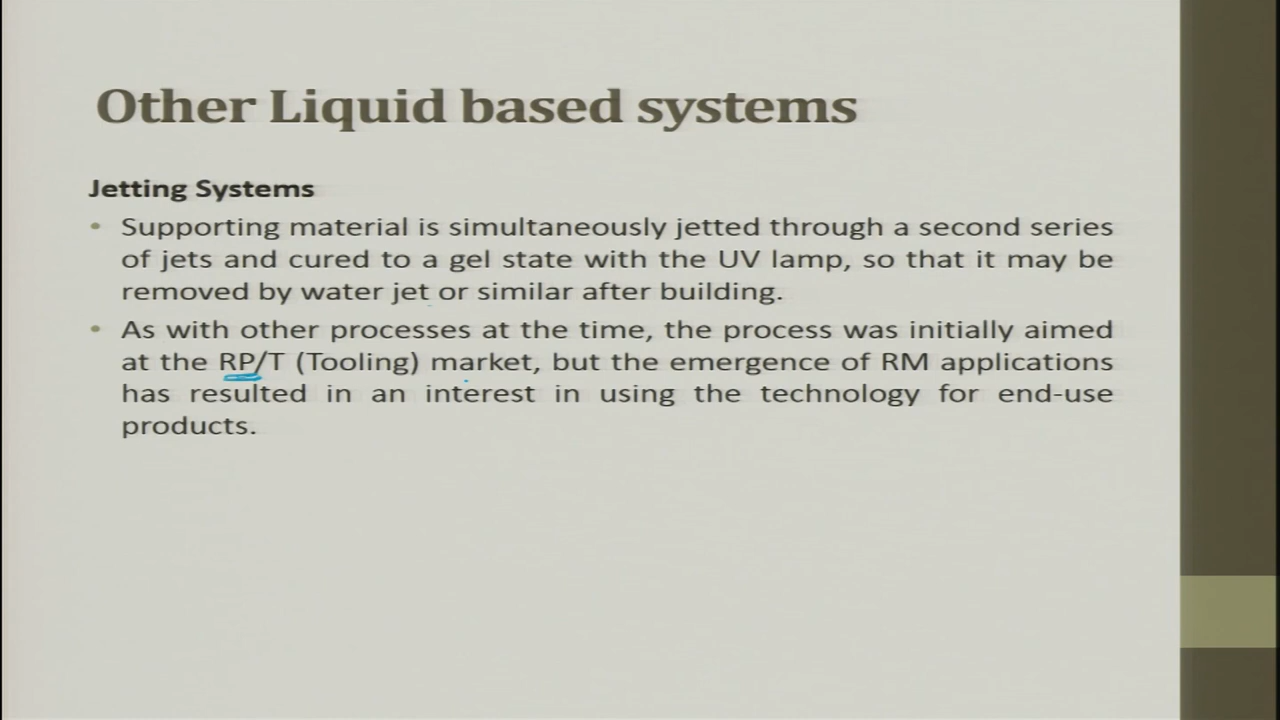 Other Liquid based systems
Jetting Systems
• Supporting material is simultaneously jetted through a second series
of jets and cured to a gel state with the UV lamp, so that it may be
removed by water jet or similar after building.
• As with other processes at the time, the process was initially aimed
at the RP/T (Tooling) market, but the emergence of RM applications
has resulted in an interest in using the technology for end-use
products.